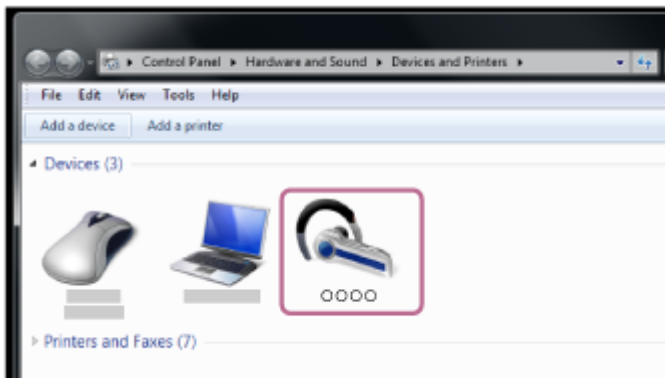 Control Panel ▸ Hardware and Sound ▸ Devices and Printers ▸
File Edit View Tools Help
Add a device Add a printer
Devices (3)
○○○○
Printers and Faxes (7)